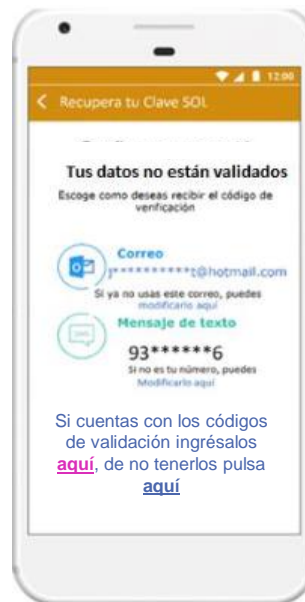 12:00
Recupera tu Clave SOL
Tus datos no están validados
Escoge como deseas recibir el código de
verificación
Correo
j**********t@hotmail.com
Si ya no usas este correo, puedes
modificarlo aquí
Mensaje de texto
93******6
Si no es tu número, puedes
Modificarlo aquí
Si cuentas con los códigos
de validación ingrésalos
aquí, de no tenerlos pulsa
aquí